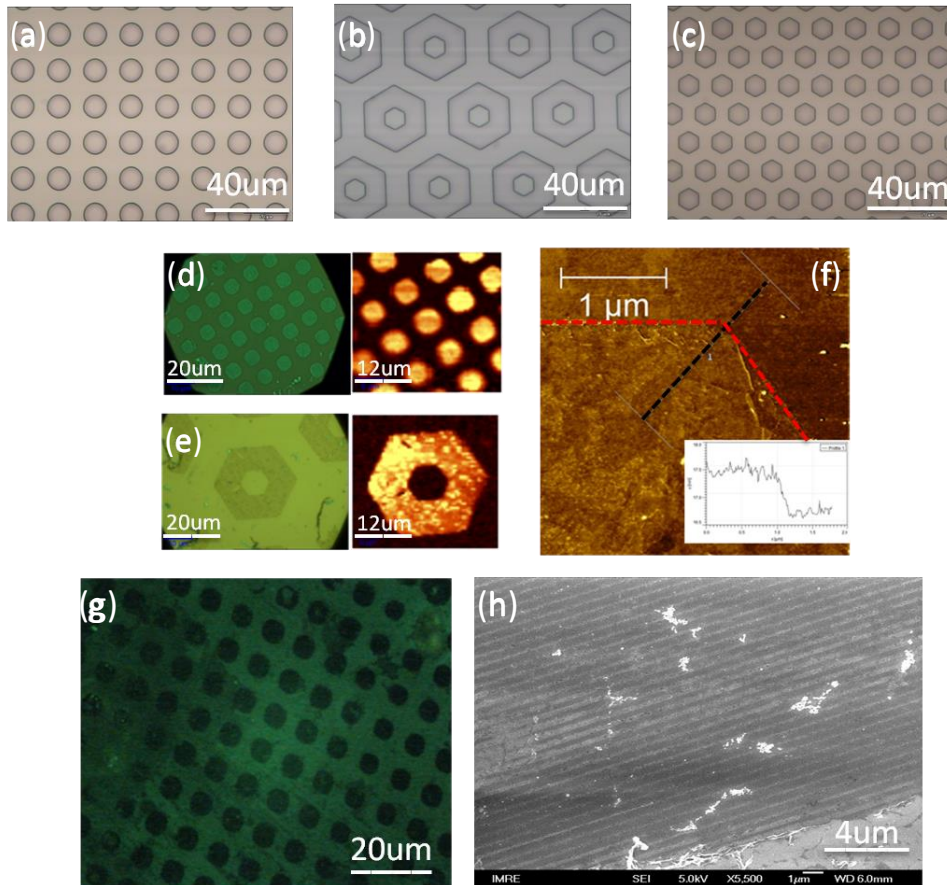 (a)
40um
(b)
40um
(c)
40um
(d)
20um
12um
(e)
20um
12um
(f)
1 µm
(g)
20um
(h)
4um
IMRE SEI 5.0kV X5,500 1µm WD 6.0mm